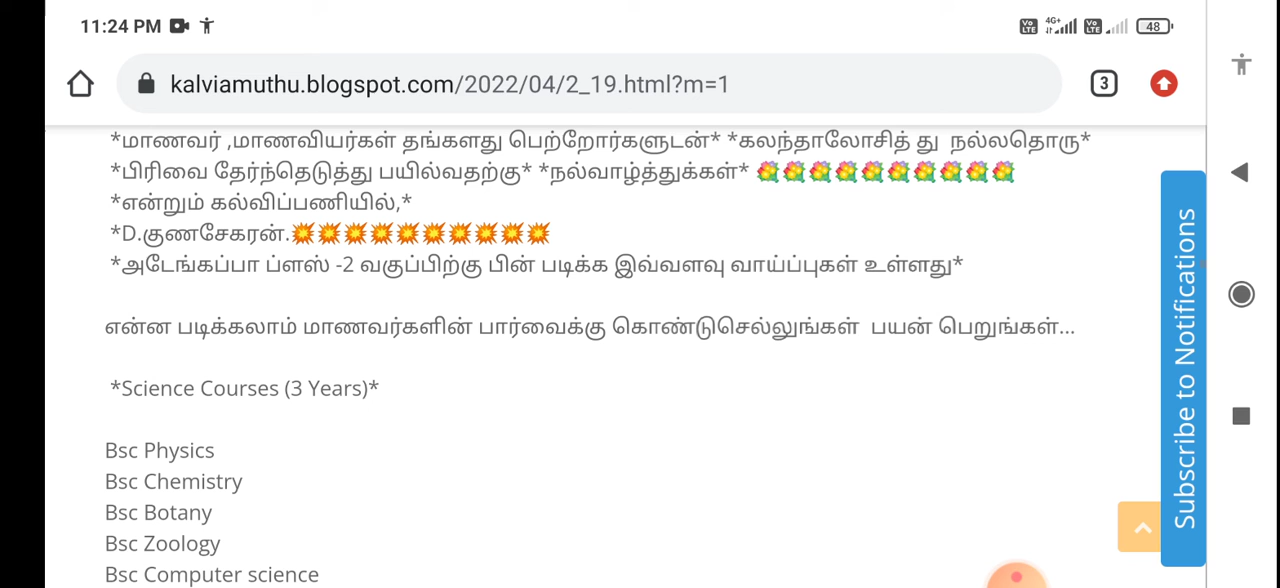 11:24 PM
4G+
48
kalviamuthu.blogspot.com/2022/04/2_19.html?m=1
3
*மாணவர் ,மாணவியர்கள் தங்களது பெற்றோர்களுடன்* *கலந்தாலோசித் து நல்லதொரு*
*பிரிவை தேர்ந்தெடுத்து பயில்வதற்கு* *நல்வாழ்த்துக்கள்* 💐💐💐💐💐💐💐💐💐💐
*என்றும் கல்விப்பணியில்,*
*D.குணசேகரன்.💥💥💥💥💥💥💥💥💥💥
*அடேங்கப்பா ப்ளஸ் -2 வகுப்பிற்கு பின் படிக்க இவ்வளவு வாய்ப்புகள் உள்ளது*
என்ன படிக்கலாம் மாணவர்களின் பார்வைக்கு கொண்டுசெல்லுங்கள் பயன் பெறுங்கள்...
*Science Courses (3 Years)*
Bsc Physics
Bsc Chemistry
Bsc Botany
Bsc Zoology
Bsc Computer science
Subscribe to Notifications